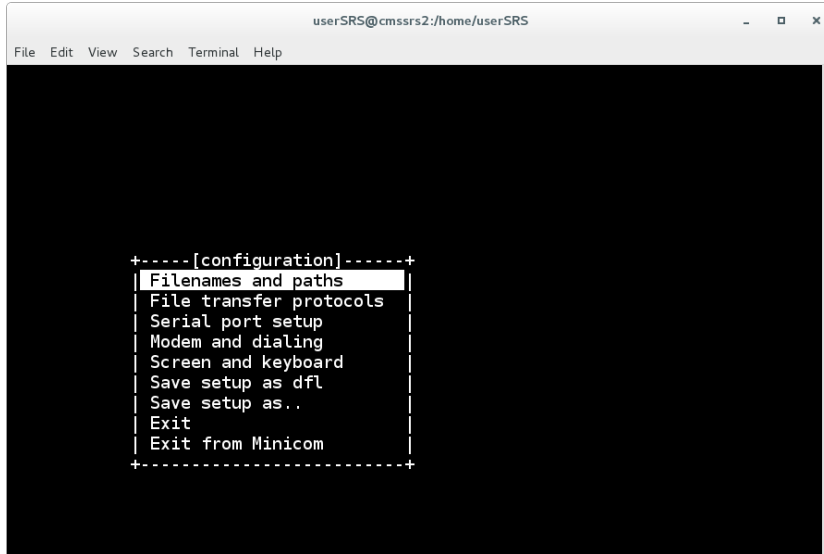 userSRS@cmssrs2:/home/userSRS
File Edit View Search Terminal Help
+-----[configuration]------+
| Filenames and paths      |
| File transfer protocols  |
| Serial port setup        |
| Modem and dialing        |
| Screen and keyboard      |
| Save setup as dfl        |
| Save setup as..          |
| Exit                     |
| Exit from Minicom        |
+--------------------------+